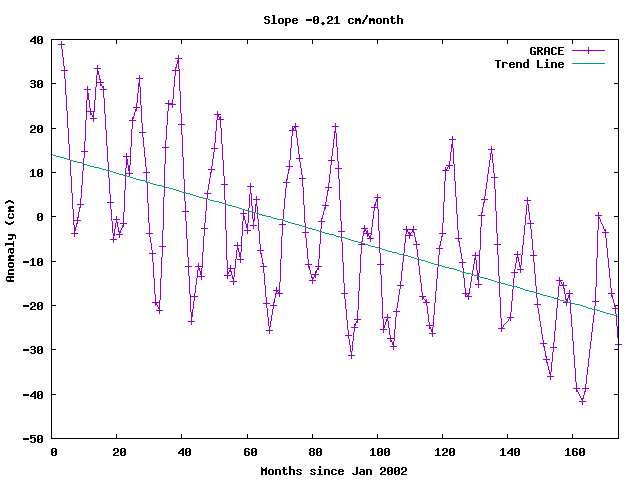 Slope -0.21 cm/month
GRACE
Trend Line
40
30
20
10
0
-10
-20
-30
-40
-50
Anomaly (cm)
0 20 40 60 80 100 120 140 160
Months since Jan 2002